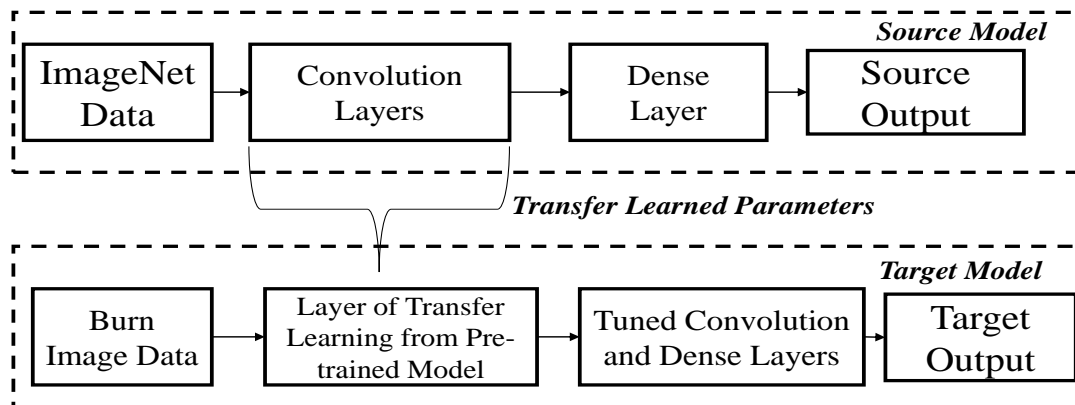 Source Model
ImageNet
Data
Convolution
Layers
Dense
Layer
Source
Output
Transfer Learned Parameters
Target Model
Burn
Image Data
Layer of Transfer
Learning from Pre-
trained Model
Tuned Convolution
and Dense Layers
Target
Output